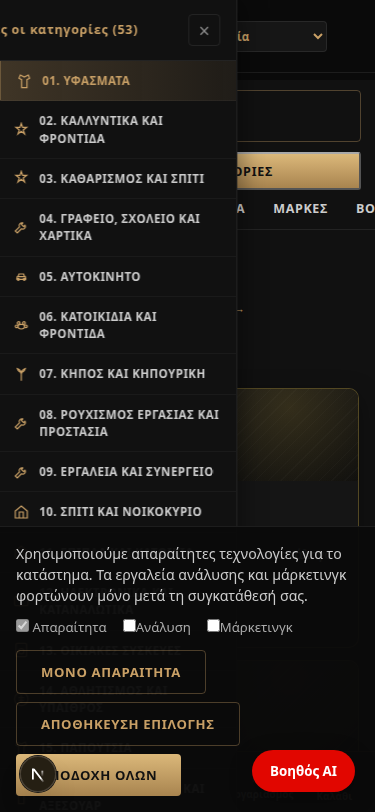 ς οι κατηγορίες (53)
×
ία
01. ΥΦΑΣΜΑΤΑ
02. ΚΑΛΛΥΝΤΙΚΑ ΚΑΙ
ΦΡΟΝΤΙΔΑ
03. ΚΑΘΑΡΙΣΜΟΣ ΚΑΙ ΣΠΙΤΙ
ΟΡΙΕΣ
04. ΓΡΑΦΕΙΟ, ΣΧΟΛΕΙΟ ΚΑΙ
ΧΑΡΤΙΚΑ
Α ΜΑΡΚΕΣ ΒΟ
05. ΑΥΤΟΚΙΝΗΤΟ
06. ΚΑΤΟΙΚΙΔΙΑ ΚΑΙ
ΦΡΟΝΤΙΔΑ
→
07. ΚΗΠΟΣ ΚΑΙ ΚΗΠΟΥΡΙΚΗ
08. ΡΟΥΧΙΣΜΟΣ ΕΡΓΑΣΙΑΣ ΚΑΙ
ΠΡΟΣΤΑΣΙΑ
09. ΕΡΓΑΛΕΙΑ ΚΑΙ ΣΥΝΕΡΓΕΙΟ
10. ΣΠΙΤΙ ΚΑΙ ΝΟΙΚΟΚΥΡΙΟ
Χρησιμοποιούμε απαραίτητες τεχνολογίες για το
κατάστημα. Τα εργαλεία ανάλυσης και μάρκετινγκ
φορτώνουν μόνο μετά τη συγκατάθεσή σας.
Απαραίτητα Ανάλυση Μάρκετινγκ
ΜΟΝΟ ΑΠΑΡΑΙΤΗΤΑ
ΑΠΟΘΗΚΕΥΣΗ ΕΠΙΛΟΓΗΣ
N
ΠΟΔΟΧΗ ΟΛΩΝ
Βοηθός AI